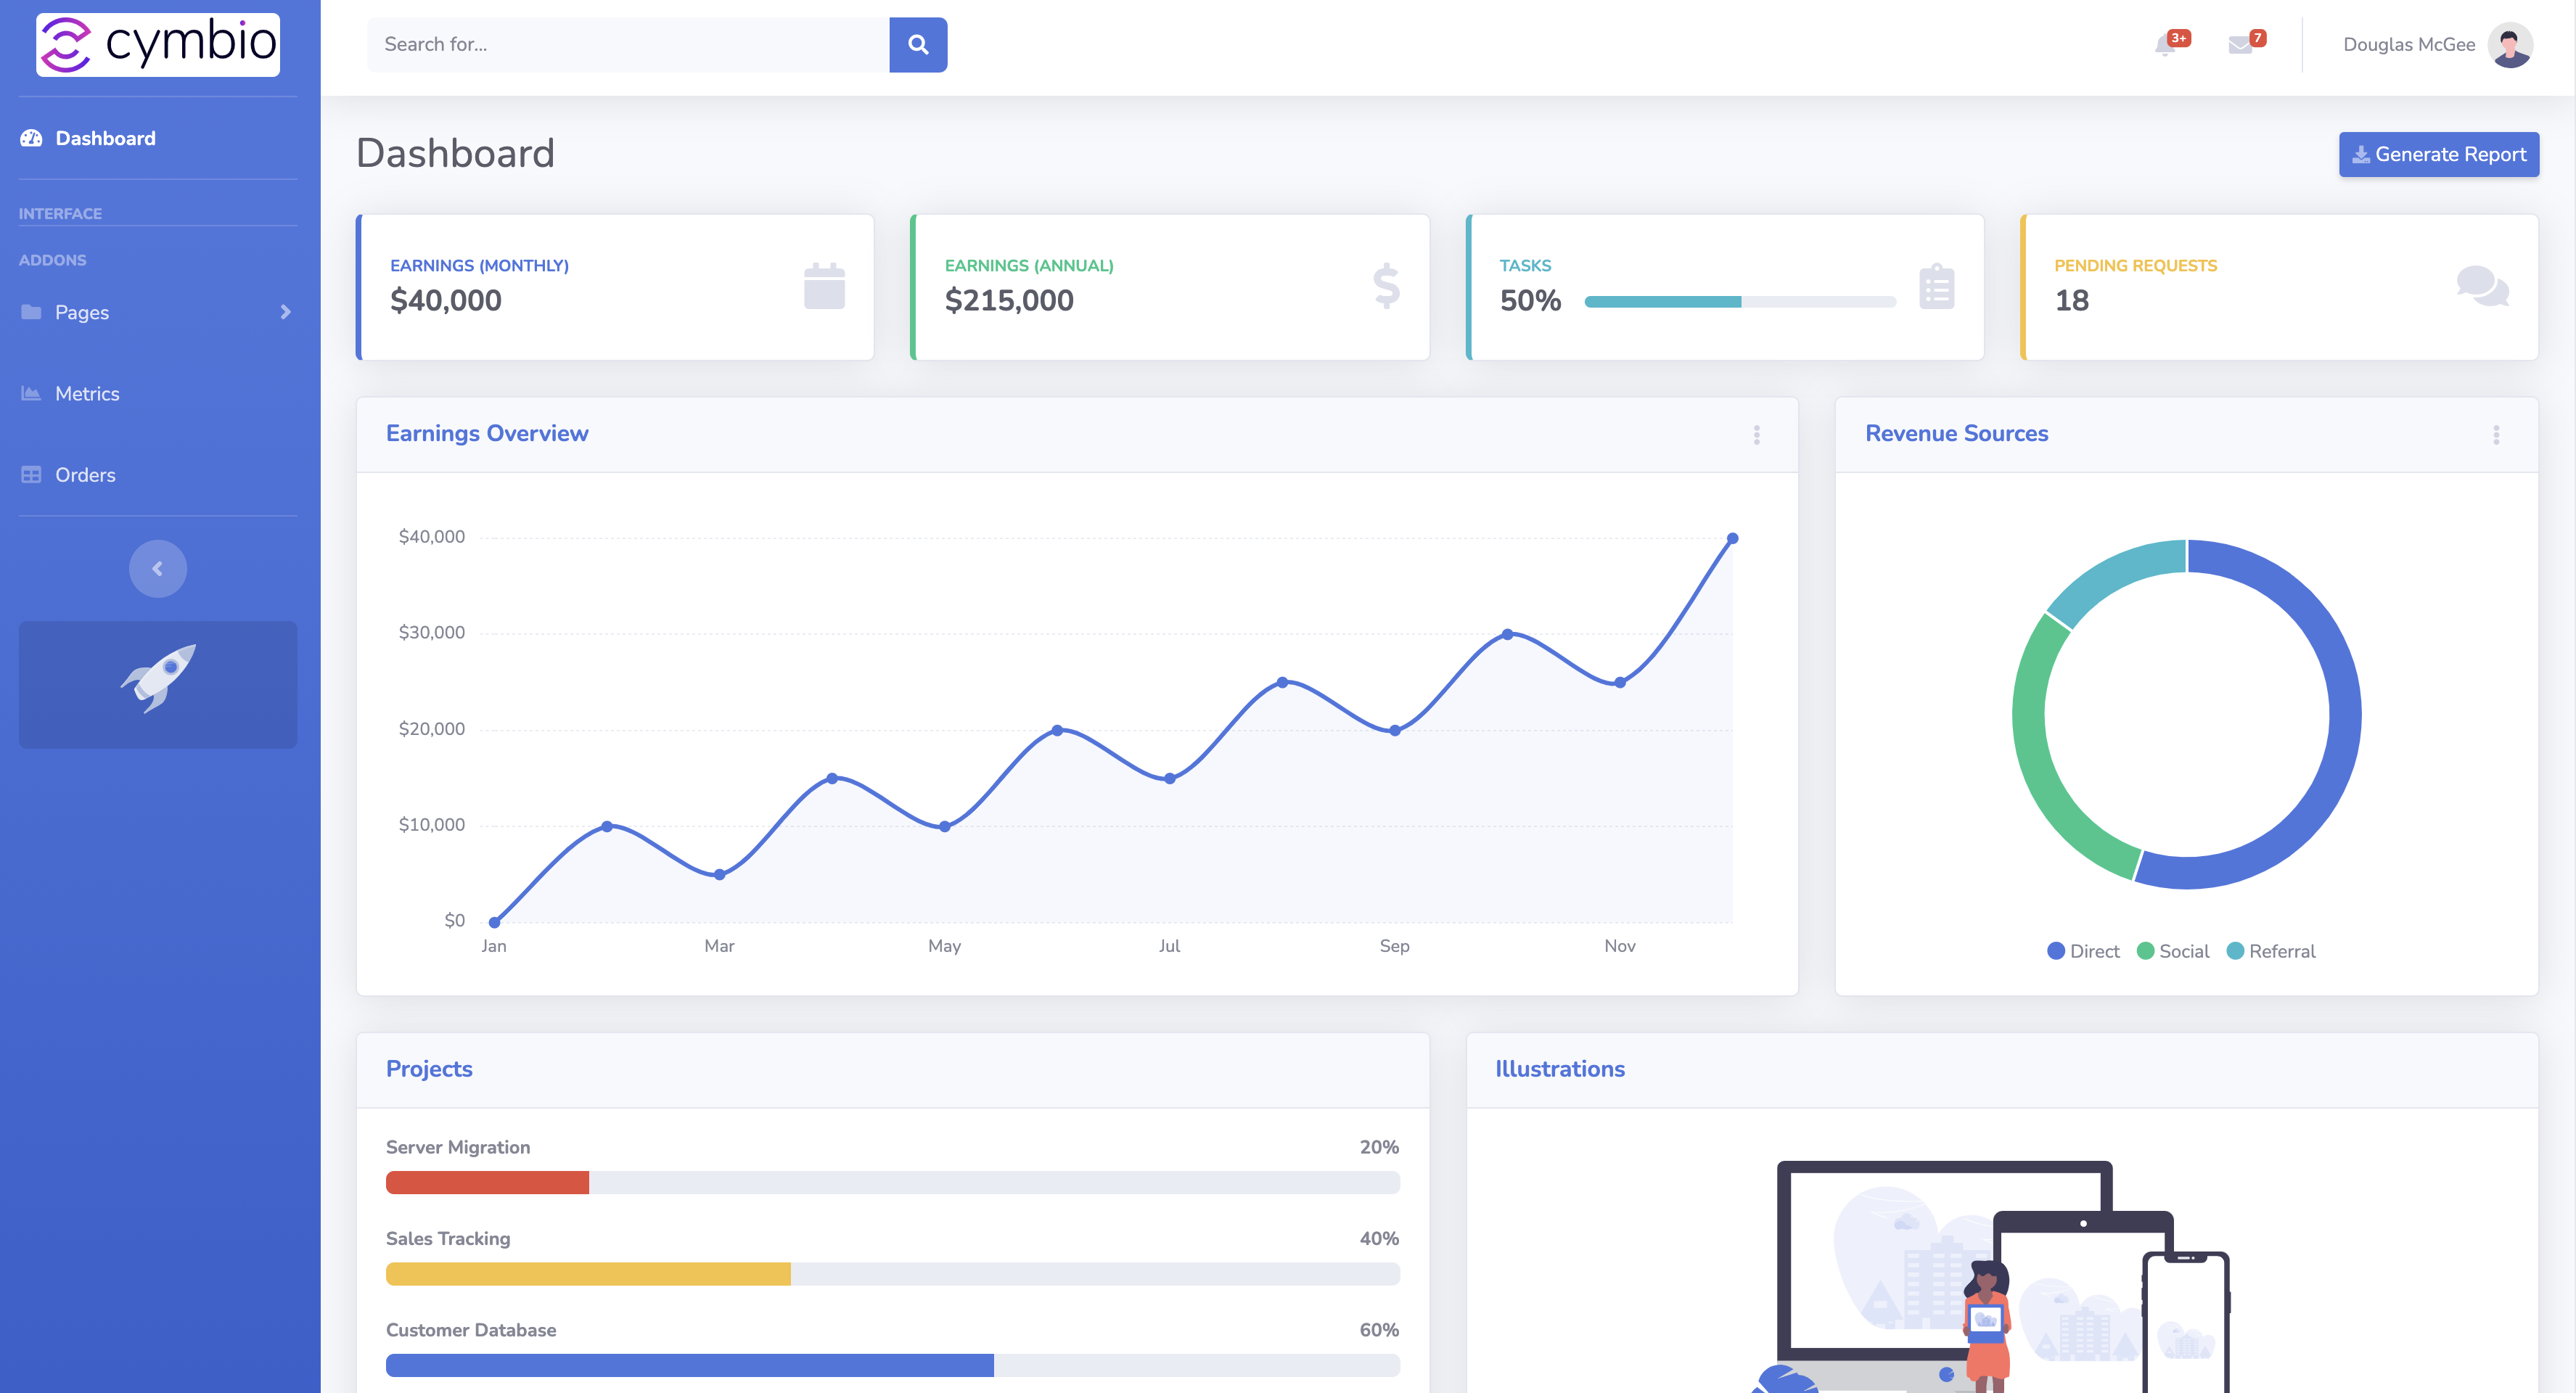 cymbio
Search for...
3+
7
Douglas McGee
Dashboard
INTERFACE
ADDONS
Pages
Metrics
Orders
Dashboard
Generate Report
EARNINGS (MONTHLY)
$40,000
EARNINGS (ANNUAL)
$215,000
TASKS
50%
PENDING REQUESTS
18
Earnings Overview
$40,000
$30,000
$20,000
$10,000
$0
Jan Mar May Jul Sep Nov
Revenue Sources
Direct Social Referral
Projects
Server Migration 20%
Sales Tracking 40%
Customer Database 60%
Illustrations